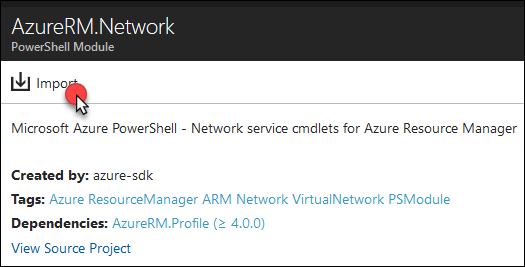 AzureRM.Network
PowerShell Module
Import
Microsoft Azure PowerShell - Network service cmdlets for Azure Resource Manager
Created by: azure-sdk
Tags: Azure ResourceManager ARM Network VirtualNetwork PSModule
Dependencies: AzureRM.Profile (≥ 4.0.0)
View Source Project